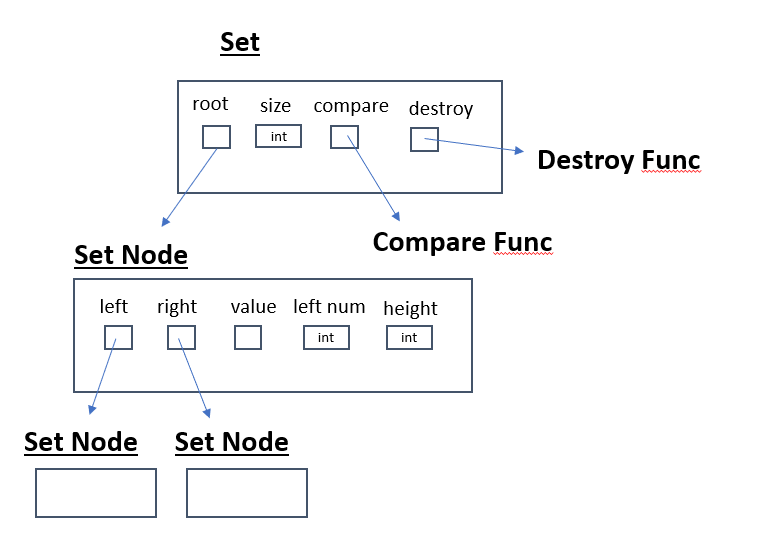 Set
root size compare destroy
int
Destroy Func
Compare Func
Set Node
left right value left num height
int int
Set Node Set Node